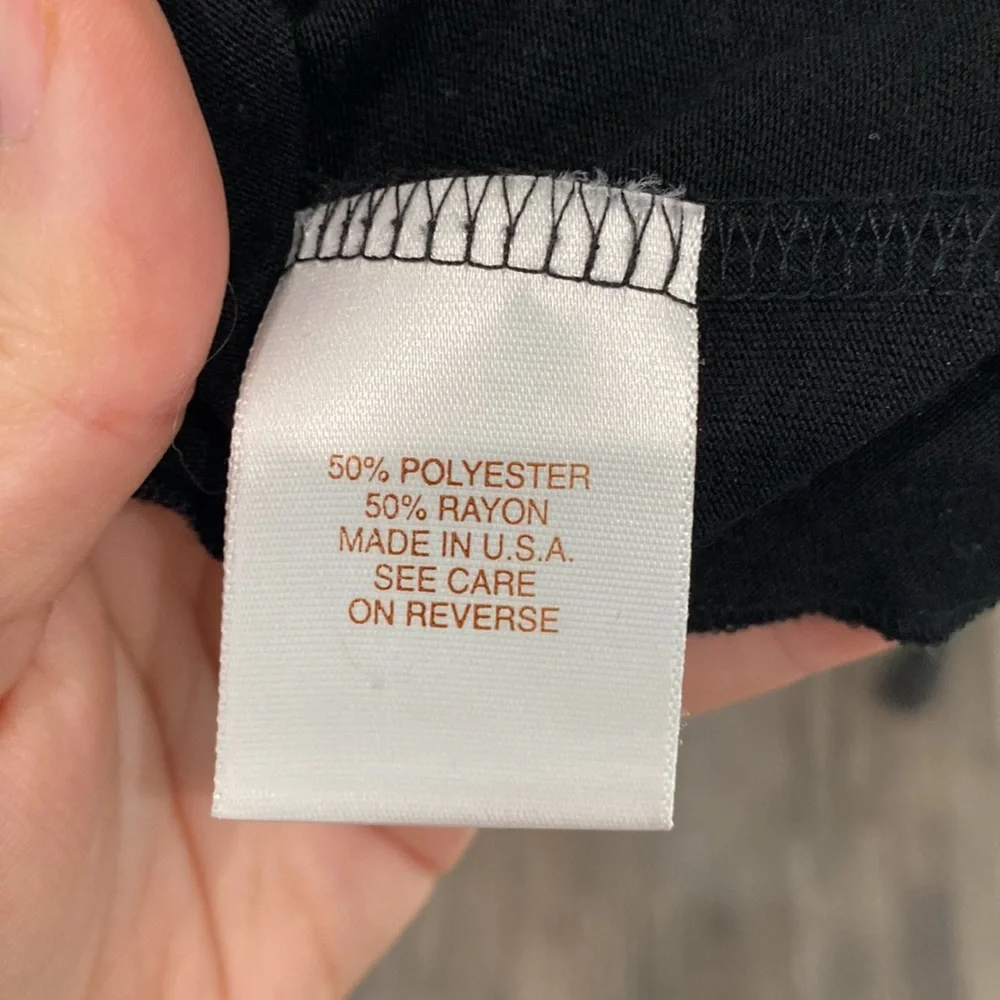 50% POLYESTER
50% RAYON
MADE IN U.S.A.
SEE CARE
ON REVERSE